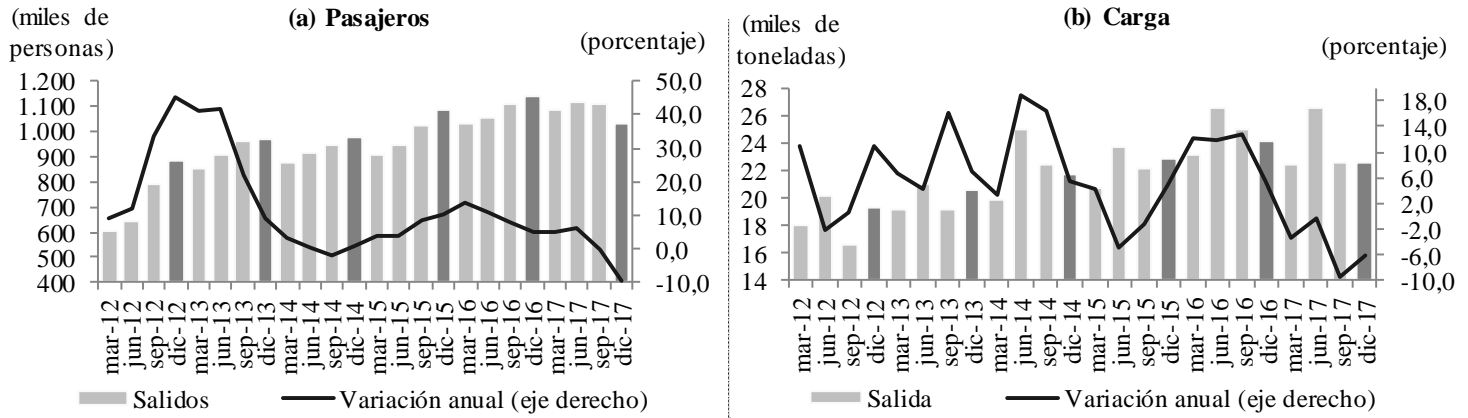 (miles de
personas)
(a) Pasajeros
(porcentaje)
1.200
1.100
1.000
900
800
700
600
500
400
50,0
40,0
30,0
20,0
10,0
0,0
-10,0
mar-12
jun-12
sep-12
dic-12
mar-13
jun-13
sep-13
dic-13
mar-14
jun-14
sep-14
dic-14
mar-15
jun-15
sep-15
dic-15
mar-16
jun-16
sep-16
dic-16
mar-17
jun-17
sep-17
dic-17
Salidos
Variación anual (eje derecho)
(miles de
toneladas)
(b) Carga
(porcentaje)
28
26
24
22
20
18
16
14
18,0
14,0
10,0
6,0
2,0
-2,0
-6,0
-10,0
mar-12
jun-12
sep-12
dic-12
mar-13
jun-13
sep-13
dic-13
mar-14
jun-14
sep-14
dic-14
mar-15
jun-15
sep-15
dic-15
mar-16
jun-16
sep-16
dic-16
mar-17
jun-17
sep-17
dic-17
Salida
Variación anual (eje derecho)